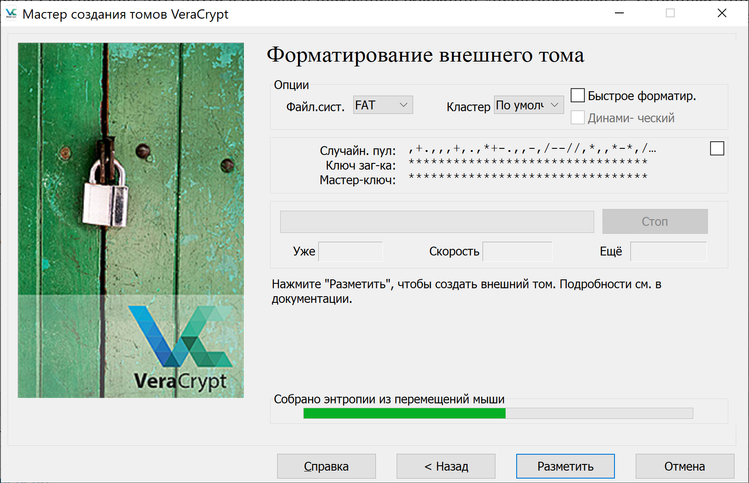 Мастер создания томов VeraCrypt
Форматирование внешнего тома
Опции
Файл.сист. FAT Кластер По умолч Быстрое форматир.
Динами- ческий
Случайн. пул: ,+.,,,+,.,*+-.,,-,/--//,*,,*-*,/...
Ключ заг-ка: ********************************
Мастер-ключ: ********************************
Стоп
Уже Скорость Ещё
Нажмите "Разметить", чтобы создать внешний том. Подробности см. в
документации.
VeraCrypt
Собрано энтропии из перемещений мыши
Справка < Назад Разметить Отмена